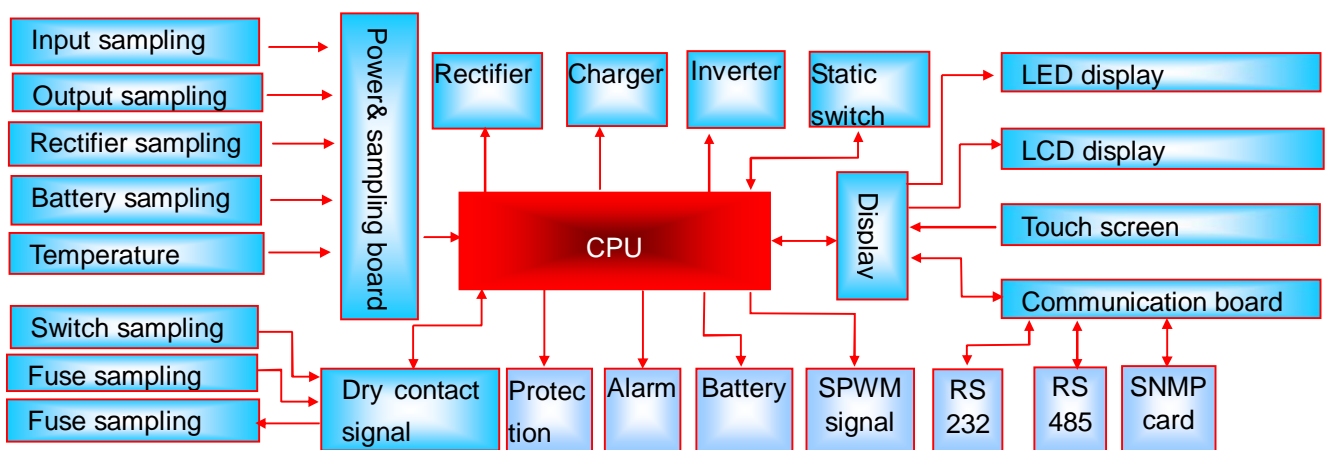 Input sampling
Output sampling
Rectifier sampling
Battery sampling
Temperature
Power& sampling board
Rectifier
Charger
Inverter
Static
switch
LED display
LCD display
Touch screen
Display
CPU
Communication board
Switch sampling
Fuse sampling
Fuse sampling
Dry contact
signal
Protec
tion
Alarm
Battery
SPWM
signal
RS
232
RS
485
SNMP
card